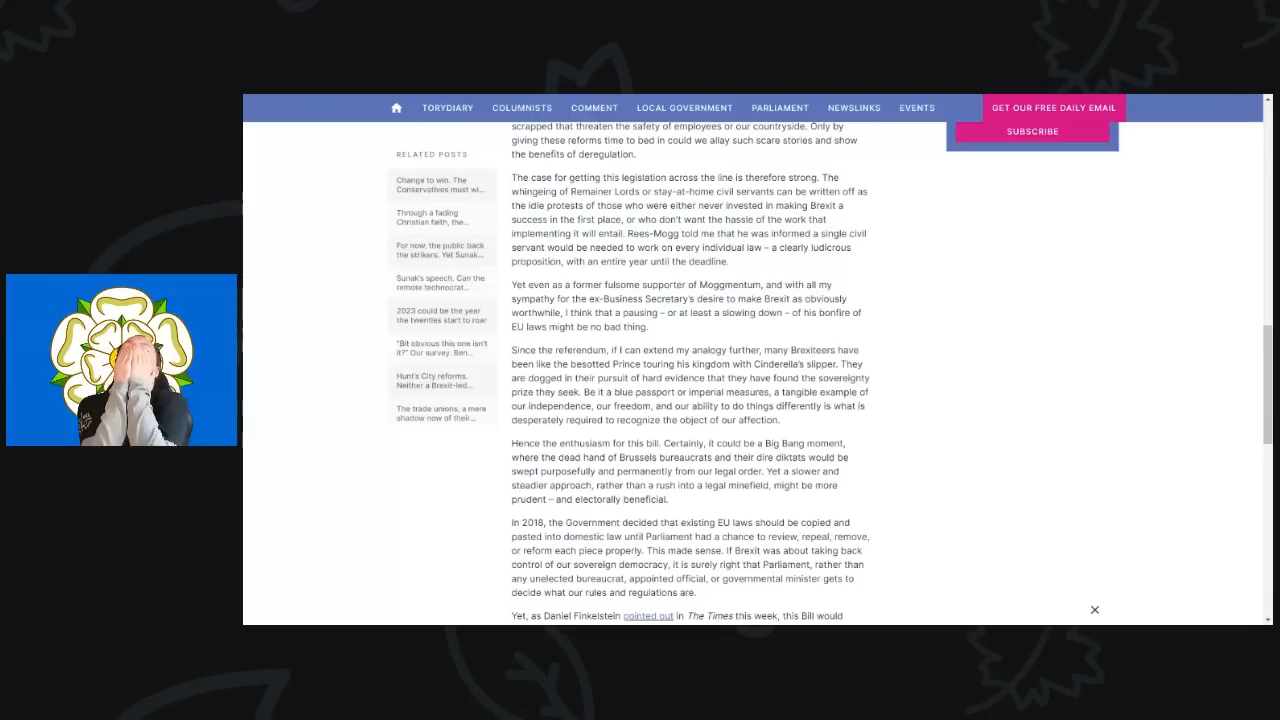 TORYDIARY COLUMNISTS COMMENT LOCAL GOVERNMENT PARLIAMENT NEWSLINKS EVENTS GET OUR FREE DAILY EMAIL
SUBSCRIBE
RELATED POSTS
Change to win. The
Conservatives must wi...
Through a fading
Christian faith, the...
For now, the public back
the strikers. Yet Sunak...
Sunak's speech. Can the
remote technocrat...
2023 could be the year
the twenties start to roar
"Bit obvious this one isn't
it?" Our survey. Ben...
Hunt's City reforms.
Neither a Brexit-led...
The trade unions, a mere
shadow now of their...
scrapped that threaten the safety of employees or our countryside. Only by
giving these reforms time to bed in could we allay such scare stories and show
the benefits of deregulation.
The case for getting this legislation across the line is therefore strong. The
whingeing of Remainer Lords or stay-at-home civil servants can be written off as
the idle protests of those who were either never invested in making Brexit a
success in the first place, or who don't want the hassle of the work that
implementing it will entail. Rees-Mogg told me that he was informed a single civil
servant would be needed to work on every individual law – a clearly ludicrous
proposition, with an entire year until the deadline.
Yet even as a former fulsome supporter of Moggmentum, and with all my
sympathy for the ex-Business Secretary's desire to make Brexit as obviously
worthwhile, I think that a pausing – or at least a slowing down – of his bonfire of
EU laws might be no bad thing.
Since the referendum, if I can extend my analogy further, many Brexiteers have
been like the besotted Prince touring his kingdom with Cinderella's slipper. They
are dogged in their pursuit of hard evidence that they have found the sovereignty
prize they seek. Be it a blue passport or imperial measures, a tangible example of
our independence, our freedom, and our ability to do things differently is what is
desperately required to recognize the object of our affection.
Hence the enthusiasm for this bill. Certainly, it could be a Big Bang moment,
where the dead hand of Brussels bureaucrats and their dire diktats would be
swept purposefully and permanently from our legal order. Yet a slower and
steadier approach, rather than a rush into a legal minefield, might be more
prudent – and electorally beneficial.
In 2018, the Government decided that existing EU laws should be copied and
pasted into domestic law until Parliament had a chance to review, repeal, remove,
or reform each piece properly. This made sense. If Brexit was about taking back
control of our sovereign democracy, it is surely right that Parliament, rather than
any unelected bureaucrat, appointed official, or governmental minister gets to
decide what our rules and regulations are.
Yet, as Daniel Finkelstein pointed out in The Times this week, this Bill would